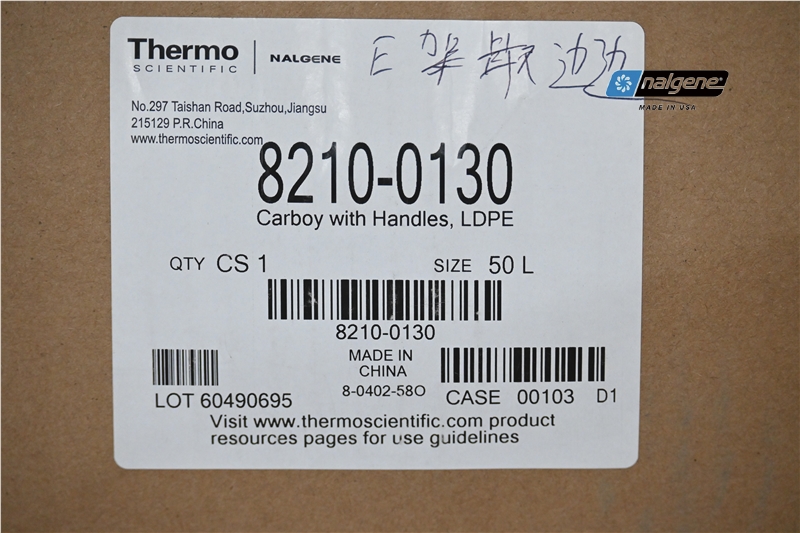 Thermo
SCIENTIFIC
NALGENE
E架
nalgene
MADE IN USA
No.297 Taishan Road,Suzhou,Jiangsu
215129 P.R.China
www.thermoscientific.com
8210-0130
Carboy with Handles, LDPE
QTY CS 1 SIZE 50 L
8210-0130
MADE IN
CHINA
8-0402-58O
LOT 60490695
CASE 00103 D1
Visit www.thermoscientific.com product
resources pages for use guidelines